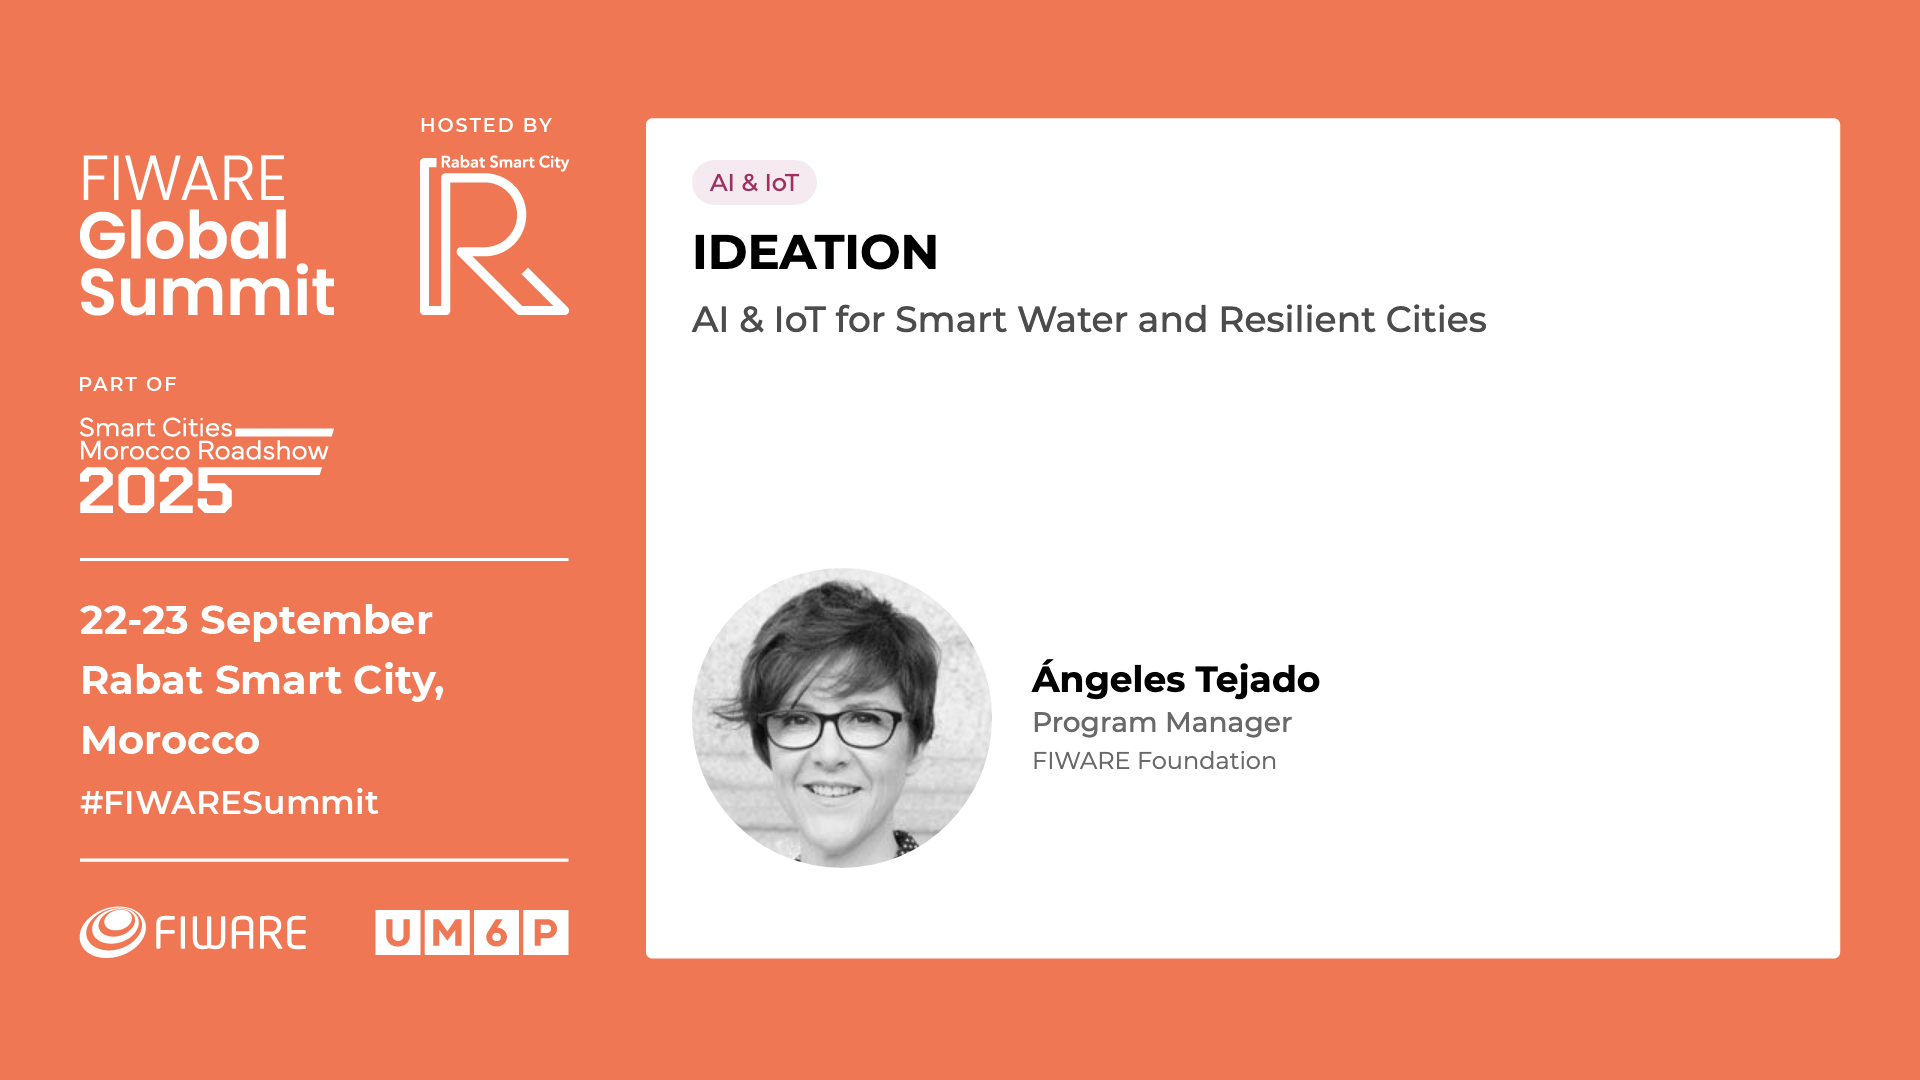 FIWARE
Global
Summit
HOSTED BY
Rabat Smart City
R
PART OF
Smart Cities
Morocco Roadshow
2025
22-23 September
Rabat Smart City,
Morocco
#FIWARESummit
FIWARE
UM6P
AI & IoT
IDEATION
AI & IoT for Smart Water and Resilient Cities
Ángeles Tejado
Program Manager
FIWARE Foundation